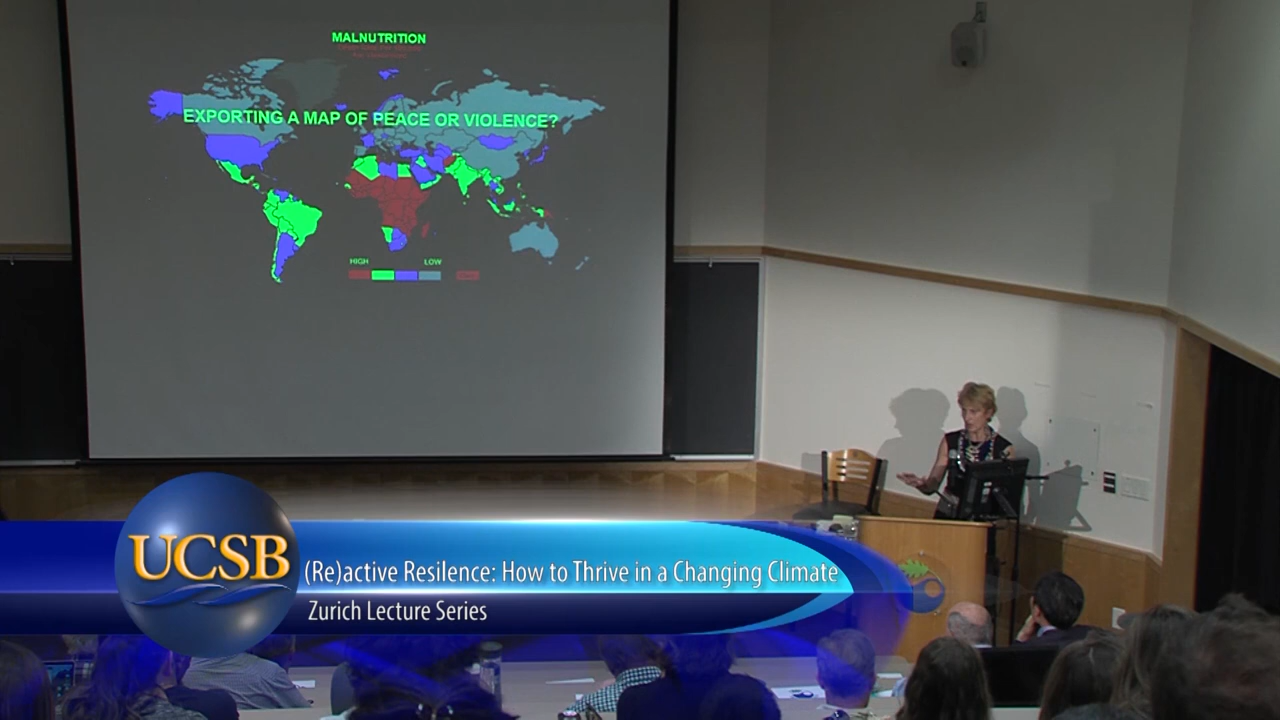 MALNUTRITION
EXPORTING A MAP OF PEACE OR VIOLENCE?
HIGH LOW
UCSB
(Re)active Resilence: How to Thrive in a Changing Climate
Zurich Lecture Series